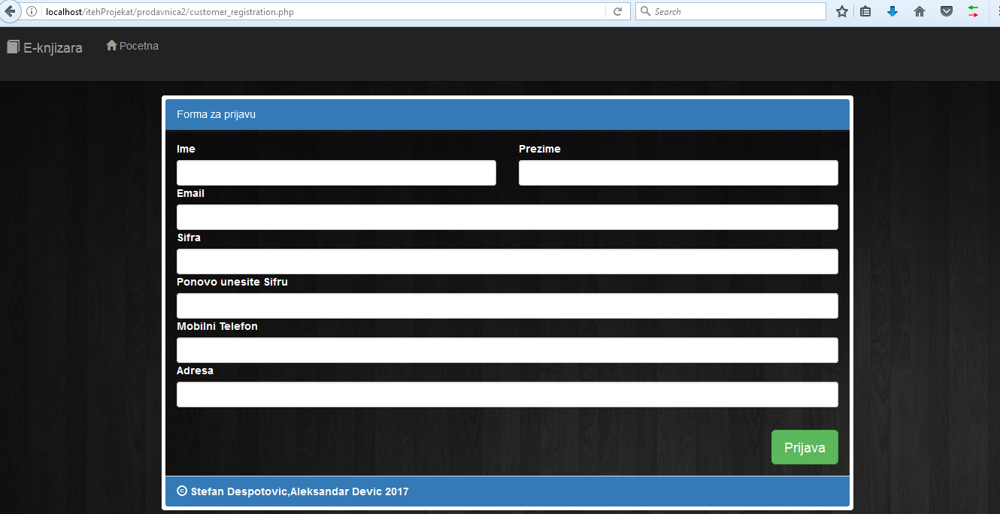 localhost/itehProjekat/prodavnica2/customer_registration.php
Search
E-knjizara
Pocetna
Forma za prijavu
Ime
Prezime
Email
Sifra
Ponovo unesite Sifru
Mobilni Telefon
Adresa
Prijava
© Stefan Despotovic,Aleksandar Devic 2017